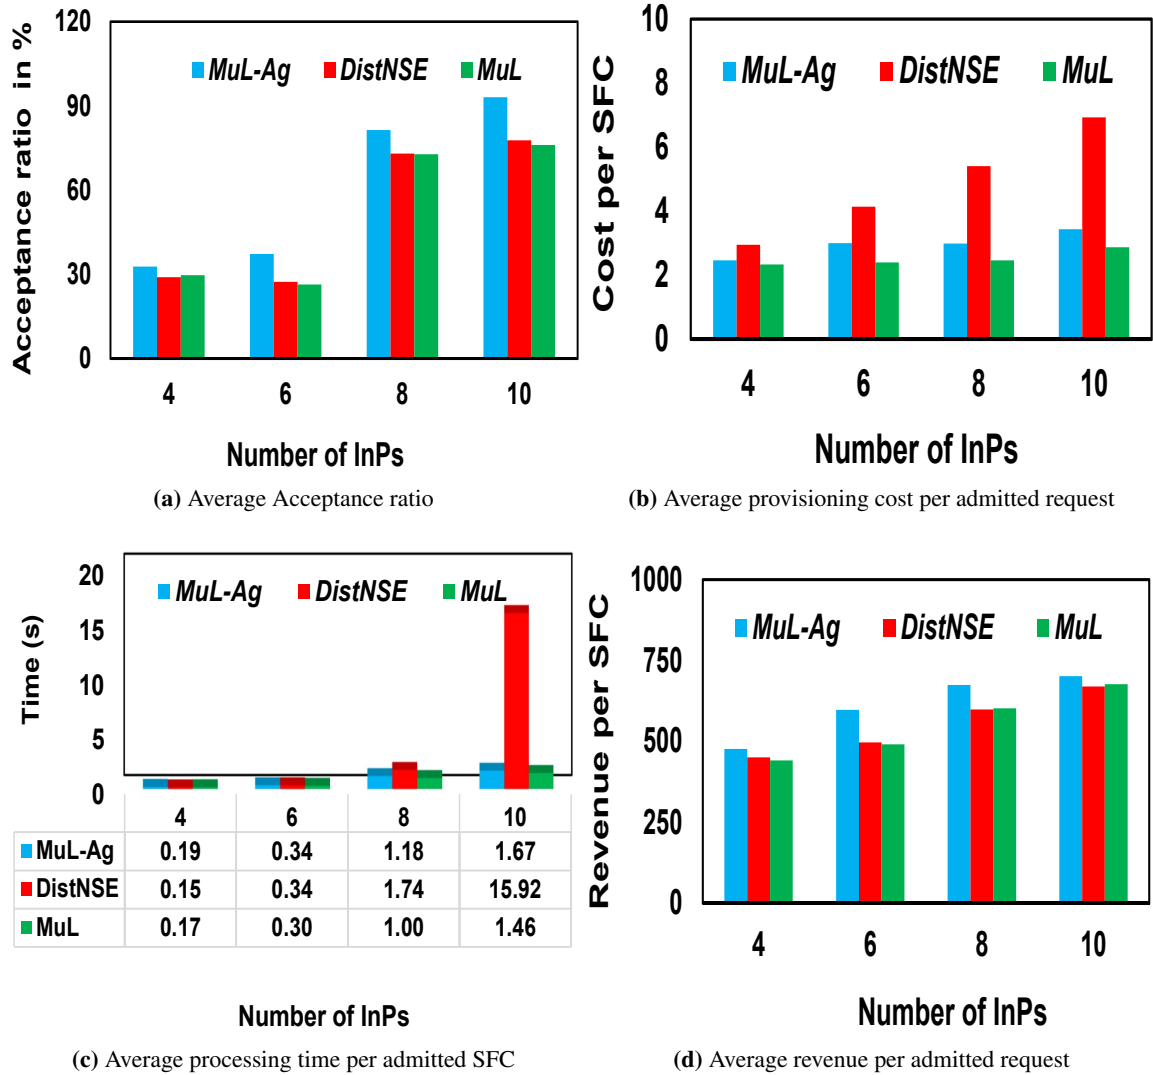 Acceptance ratio in %
120
90
60
30
0
MuL-Ag DistNSE MuL
4 6 8 10
Number of InPs
(a) Average Acceptance ratio
Cost per SFC
10
8
6
4
2
0
MuL-Ag DistNSE MuL
4 6 8 10
Number of InPs
(b) Average provisioning cost per admitted request
Time (s)
20
15
10
5
0
MuL-Ag DistNSE MuL
4 6 8 10
MuL-Ag 0.19 0.34 1.18 1.67
DistNSE 0.15 0.34 1.74 15.92
MuL 0.17 0.30 1.00 1.46
Number of InPs
(c) Average processing time per admitted SFC
Revenue per SFC
1000
750
500
250
0
MuL-Ag DistNSE MuL
4 6 8 10
Number of InPs
(d) Average revenue per admitted request